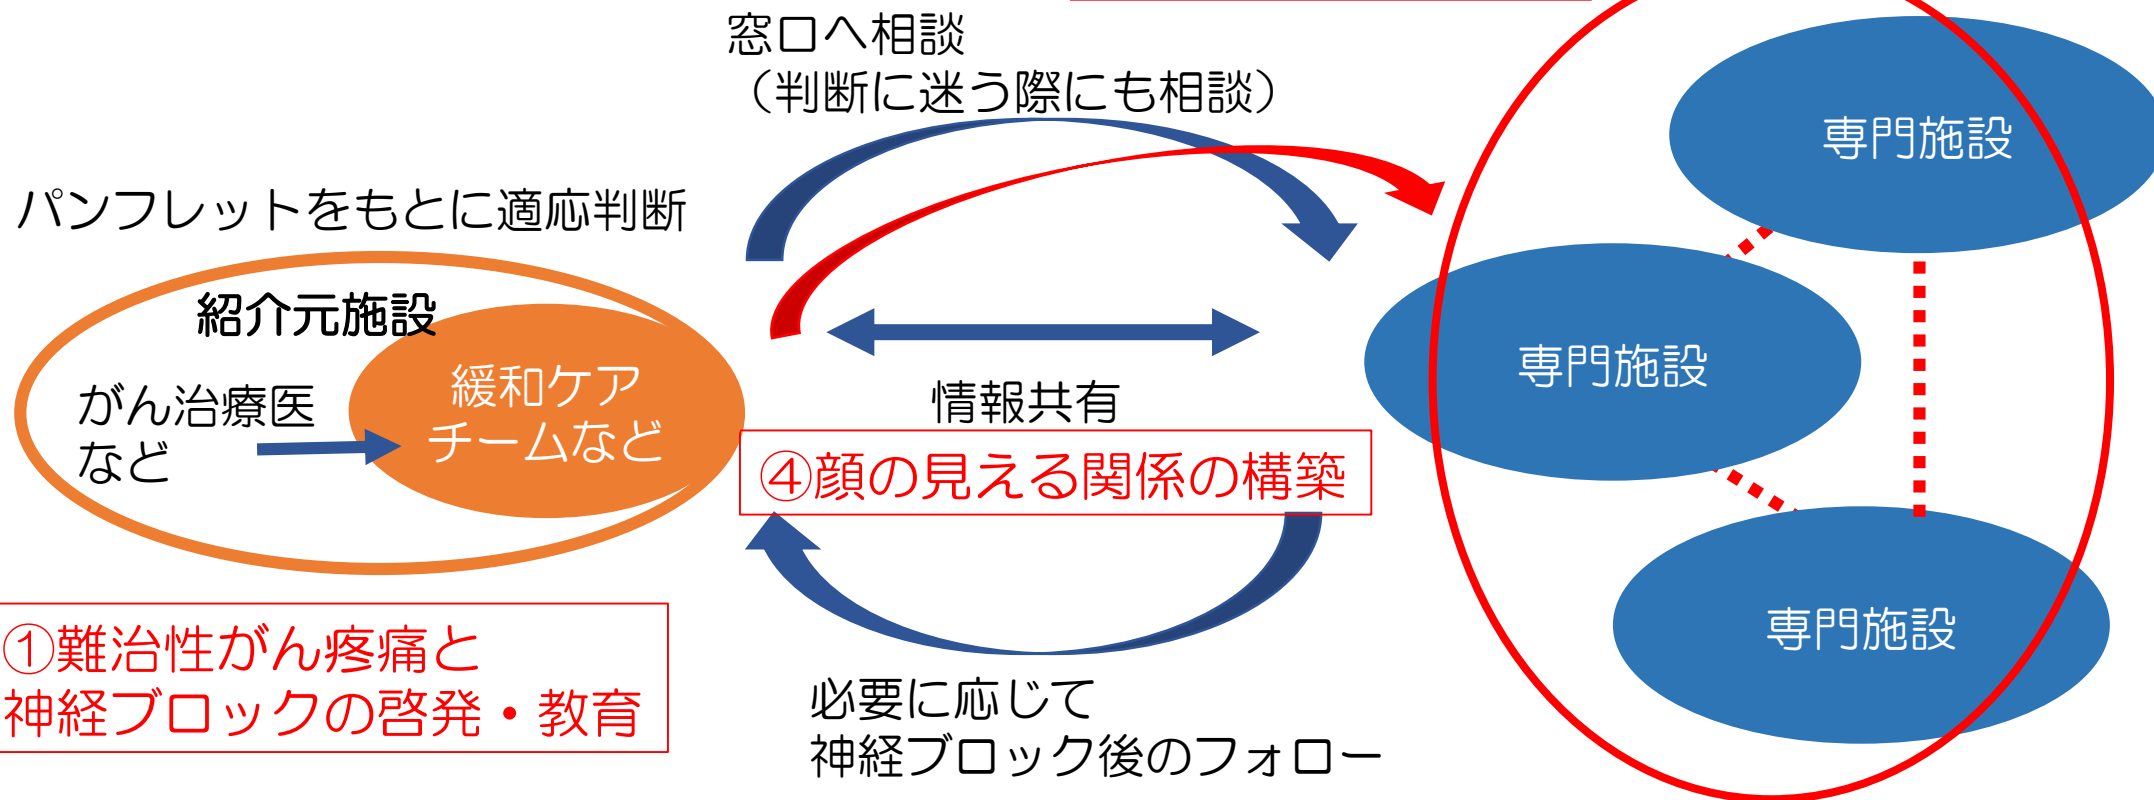 窓口へ相談
（判断に迷う際にも相談）
専門施設
パンフレットをもとに適応判断
紹介元施設
がん治療医
など
緩和ケア
チームなど
情報共有
④顔の見える関係の構築
専門施設
専門施設
①難治性がん疼痛と
神経ブロックの啓発・教育
必要に応じて
神経ブロック後のフォロー